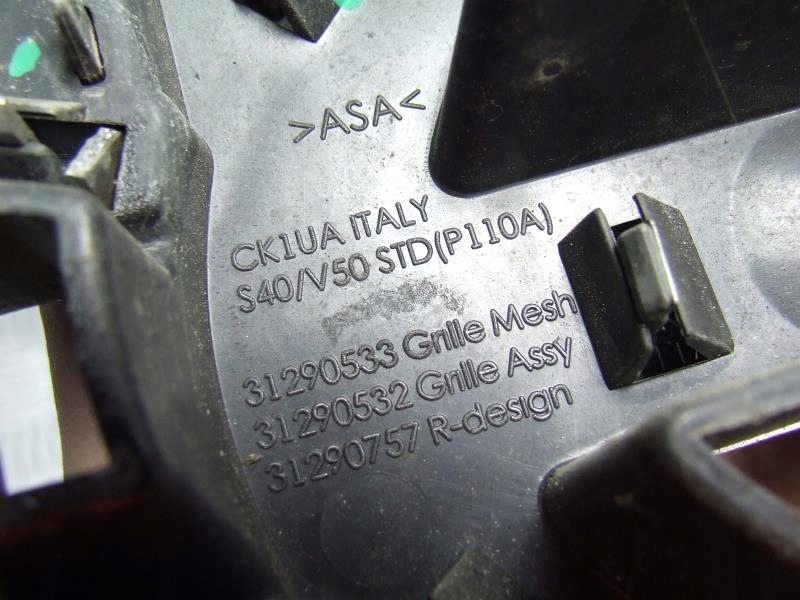 >ASA<
CK1UA ITALY
S40/V50 STD(P110A)
31290533 Grille Mesh
31290532 Grille Assy
31290757 R-design